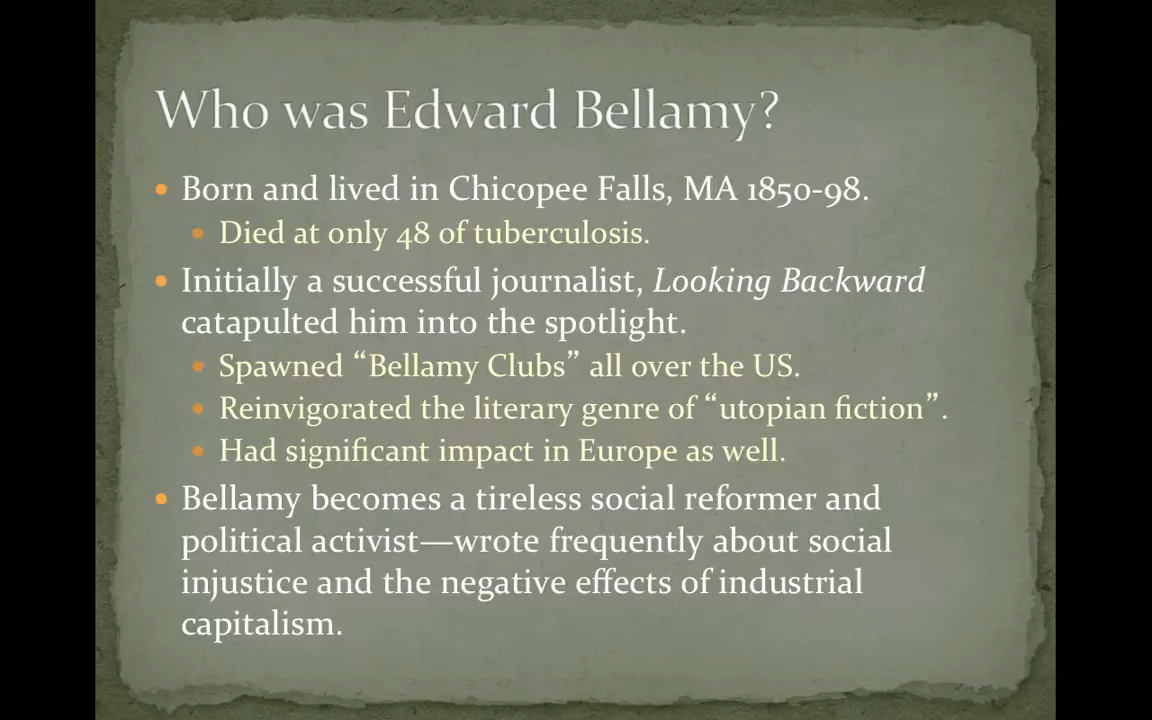 Who was Edward Bellamy?
• Born and lived in Chicopee Falls, MA 1850-98.
• Died at only 48 of tuberculosis.
• Initially a successful journalist, Looking Backward
catapulted him into the spotlight.
• Spawned “Bellamy Clubs” all over the US.
• Reinvigorated the literary genre of “utopian fiction”.
• Had significant impact in Europe as well.
• Bellamy becomes a tireless social reformer and
political activist—wrote frequently about social
injustice and the negative effects of industrial
capitalism.